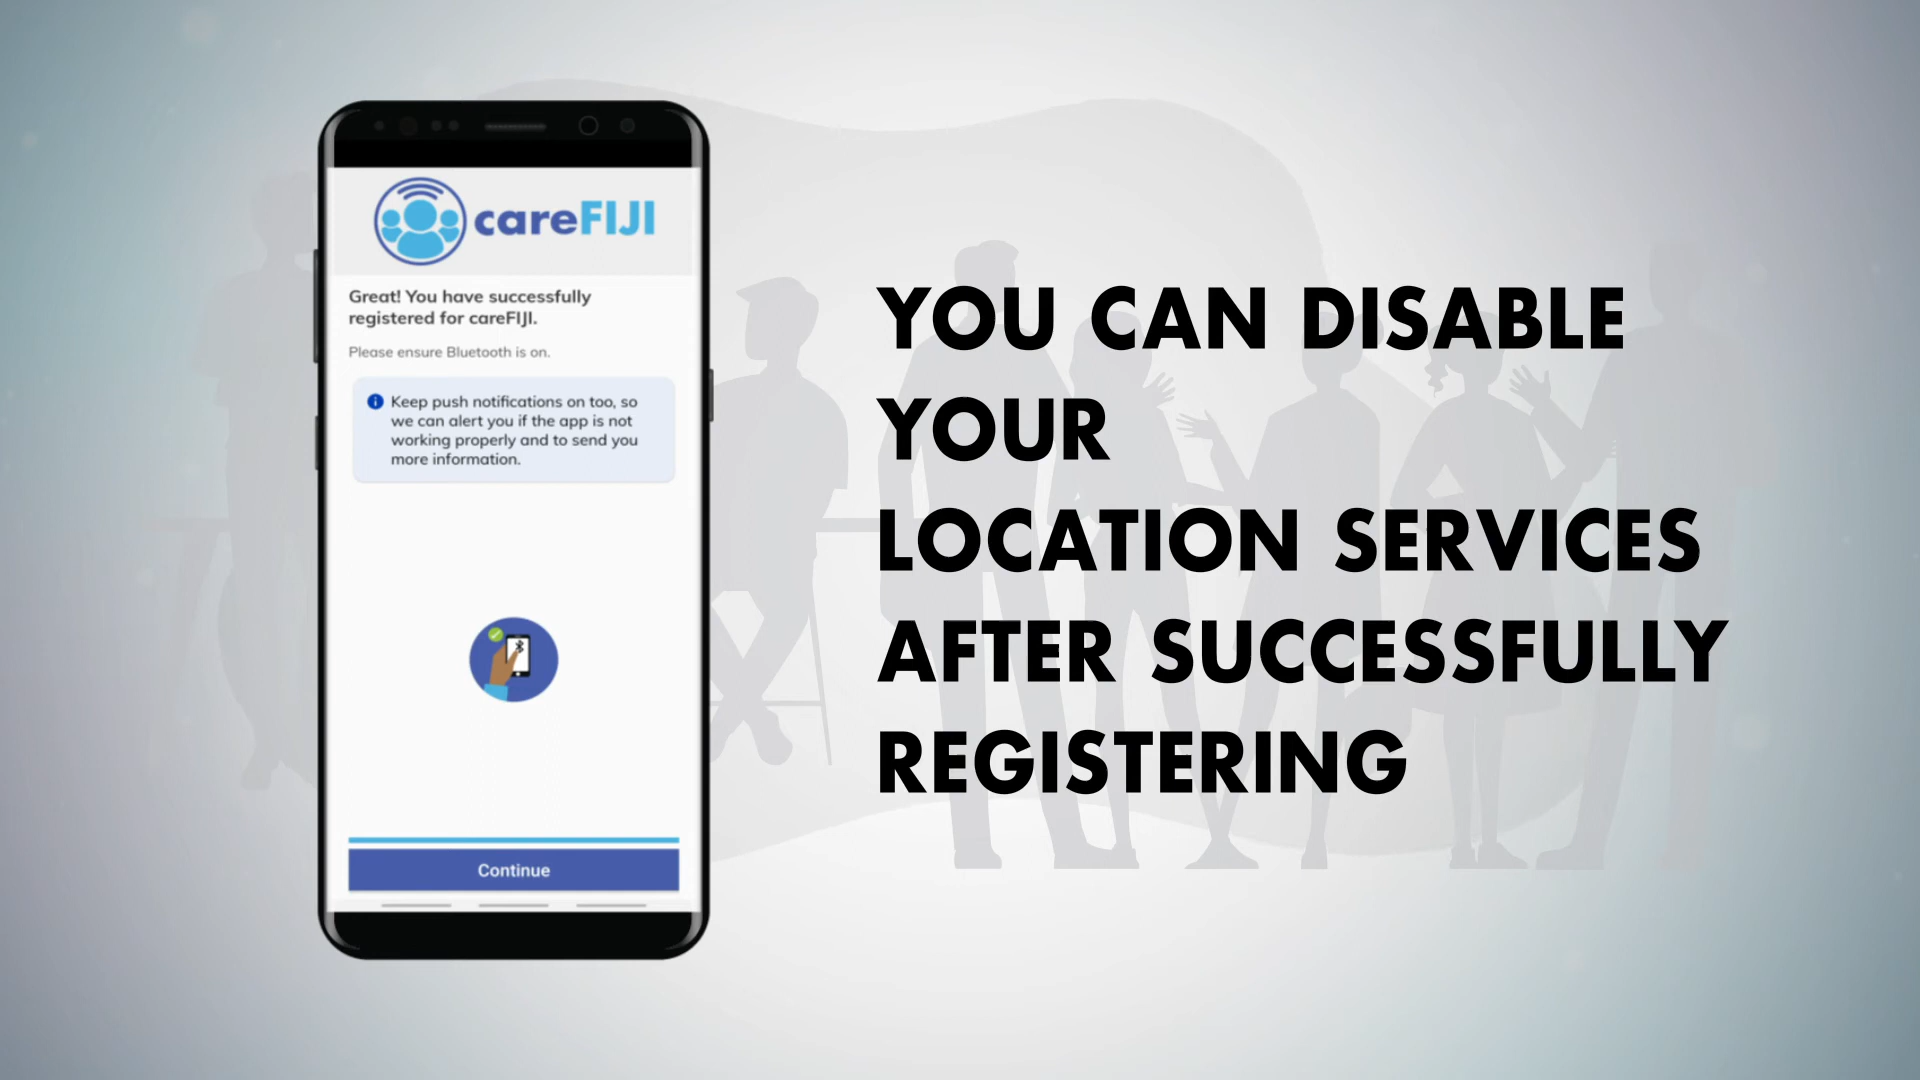 careFIJI
Great! You have successfully
registered for careFIJI.
Please ensure Bluetooth is on.
Keep push notifications on too, so
we can alert you if the app is not
working properly and to send you
more information.
Continue
YOU CAN DISABLE
YOUR
LOCATION SERVICES
AFTER SUCCESSFULLY
REGISTERING